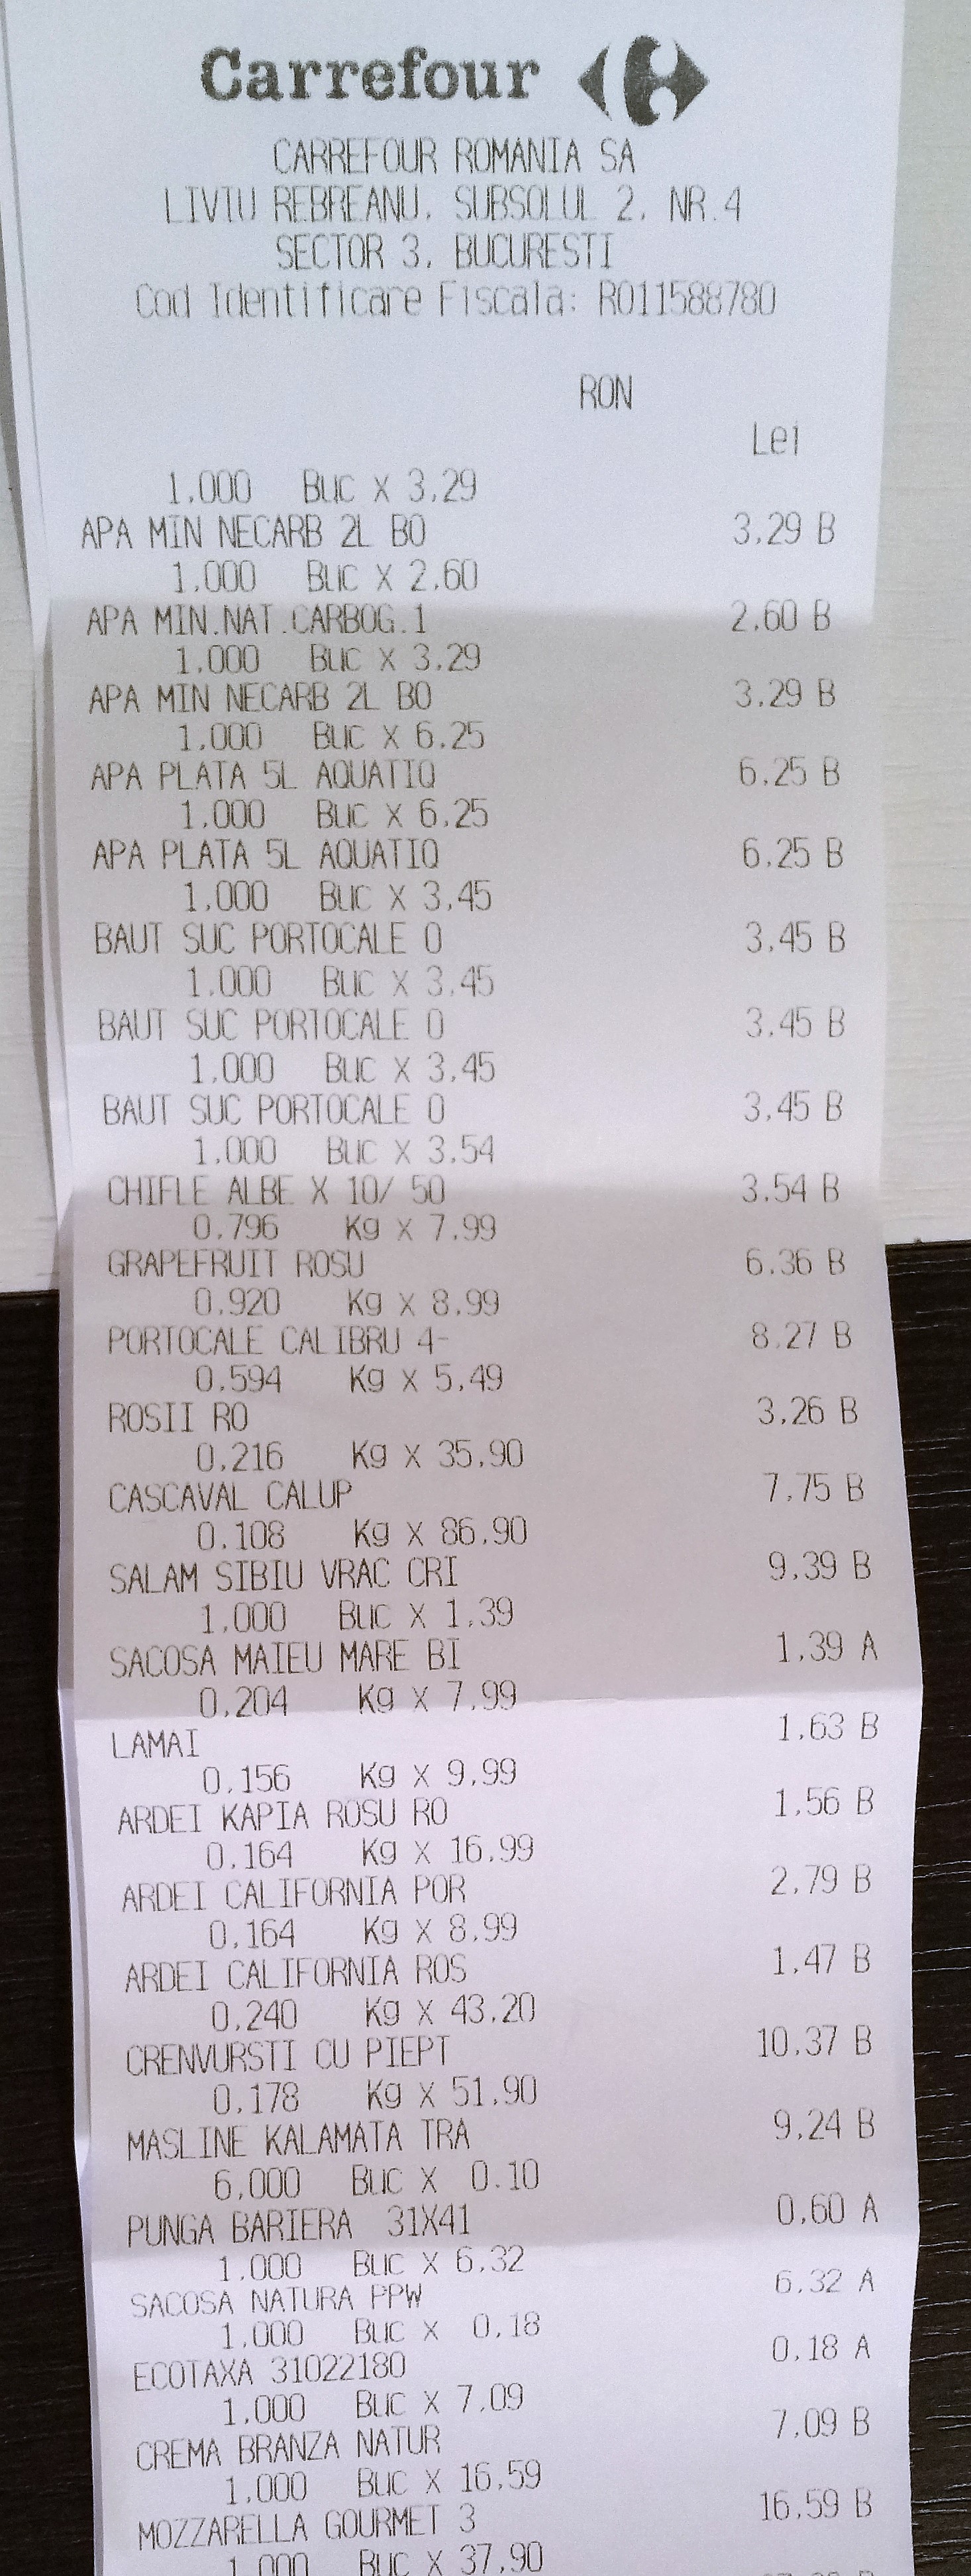 Carrefour
CARREFOUR ROMANIA SA
LIVIU REBREANU, SUBSOLUL 2, NR.4
SECTOR 3, BUCURESTI
Cod Identificare Fiscala: RO11588780
RON
Lei
1,000 Buc X 3,29
APA MIN NECARB 2L BO 3,29 B
1,000 Buc X 2,60
APA MIN.NAT.CARBOG.1 2,60 B
1,000 Buc X 3,29
APA MIN NECARB 2L BO 3,29 B
1,000 Buc X 6,25
APA PLATA 5L AQUATIQ 6,25 B
1,000 Buc X 6,25
APA PLATA 5L AQUATIQ 6,25 B
1,000 Buc X 3,45
BAUT SUC PORTOCALE 0 3,45 B
1,000 Buc X 3,45
BAUT SUC PORTOCALE 0 3,45 B
1,000 Buc X 3,45
BAUT SUC PORTOCALE 0 3,45 B
1,000 Buc X 3,54
CHIFLE ALBE X 10/ 50 3,54 B
0,796 Kg X 7,99
GRAPEFRUIT ROSU 6,36 B
0,920 Kg X 8,99
PORTOCALE CALIBRU 4- 8,27 B
0,594 Kg X 5,49
ROSII RO 3,26 B
0,216 Kg X 35,90
CASCAVAL CALUP 7,75 B
0,108 Kg X 86,90
SALAM SIBIU VRAC CRI 9,39 B
1,000 Buc X 1,39
SACOSA MAIEU MARE BI 1,39 A
0,204 Kg X 7,99
LAMAI 1,63 B
0,156 Kg X 9,99
ARDEI KAPIA ROSU RO 1,56 B
0,164 Kg X 16,99
ARDEI CALIFORNIA POR 2,79 B
0,164 Kg X 8,99
ARDEI CALIFORNIA ROS 1,47 B
0,240 Kg X 43,20
CRENVURSTI CU PIEPT 10,37 B
0,178 Kg X 51,90
MASLINE KALAMATA TRA 9,24 B
6,000 Buc X 0,10
PUNGA BARIERA 31X41 0,60 A
1,000 Buc X 6,32
SACOSA NATURA PPW 6,32 A
1,000 Buc X 0,18
ECOTAXA 31022180 0,18 A
1,000 Buc X 7,09
CREMA BRANZA NATUR 7,09 B
1,000 Buc X 16,59
MOZZARELLA GOURMET 3 16,59 B
1,000 Buc X 37,90